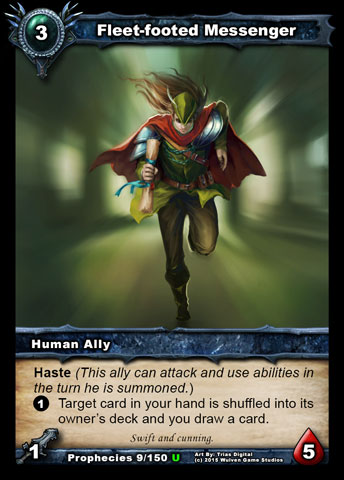 3
Fleet-footed Messenger
Human Ally
Haste (This ally can attack and use abilities in
the turn he is summoned.)
1 Target card in your hand is shuffled into its
owner's deck and you draw a card.
Swift and cunning.
1
Prophecies 9/150 U
Art By: Trias Digital
(c) 2015 Wulven Game Studios
5